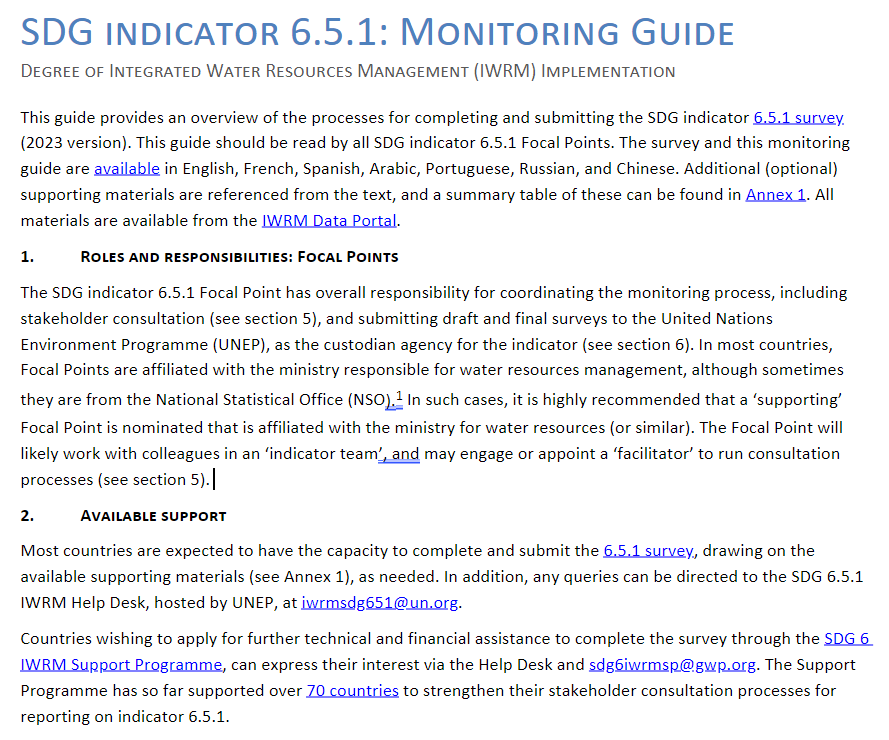 SDG INDICATOR 6.5.1: MONITORING GUIDE
DEGREE OF INTEGRATED WATER RESOURCES MANAGEMENT (IWRM) IMPLEMENTATION
This guide provides an overview of the processes for completing and submitting the SDG indicator 6.5.1 survey
(2023 version). This guide should be read by all SDG indicator 6.5.1 Focal Points. The survey and this monitoring
guide are available in English, French, Spanish, Arabic, Portuguese, Russian, and Chinese. Additional (optional)
supporting materials are referenced from the text, and a summary table of these can be found in Annex 1. All
materials are available from the IWRM Data Portal.
1. ROLES AND RESPONSIBILITIES: FOCAL POINTS
The SDG indicator 6.5.1 Focal Point has overall responsibility for coordinating the monitoring process, including
stakeholder consultation (see section 5), and submitting draft and final surveys to the United Nations
Environment Programme (UNEP), as the custodian agency for the indicator (see section 6). In most countries,
Focal Points are affiliated with the ministry responsible for water resources management, although sometimes
they are from the National Statistical Office (NSO).1 In such cases, it is highly recommended that a ‘supporting’
Focal Point is nominated that is affiliated with the ministry for water resources (or similar). The Focal Point will
likely work with colleagues in an ‘indicator team’, and may engage or appoint a ‘facilitator’ to run consultation
processes (see section 5).
2. AVAILABLE SUPPORT
Most countries are expected to have the capacity to complete and submit the 6.5.1 survey, drawing on the
available supporting materials (see Annex 1), as needed. In addition, any queries can be directed to the SDG 6.5.1
IWRM Help Desk, hosted by UNEP, at iwrmsdg651@un.org.
Countries wishing to apply for further technical and financial assistance to complete the survey through the SDG 6
IWRM Support Programme, can express their interest via the Help Desk and sdg6iwrmsp@gwp.org. The Support
Programme has so far supported over 70 countries to strengthen their stakeholder consultation processes for
reporting on indicator 6.5.1.